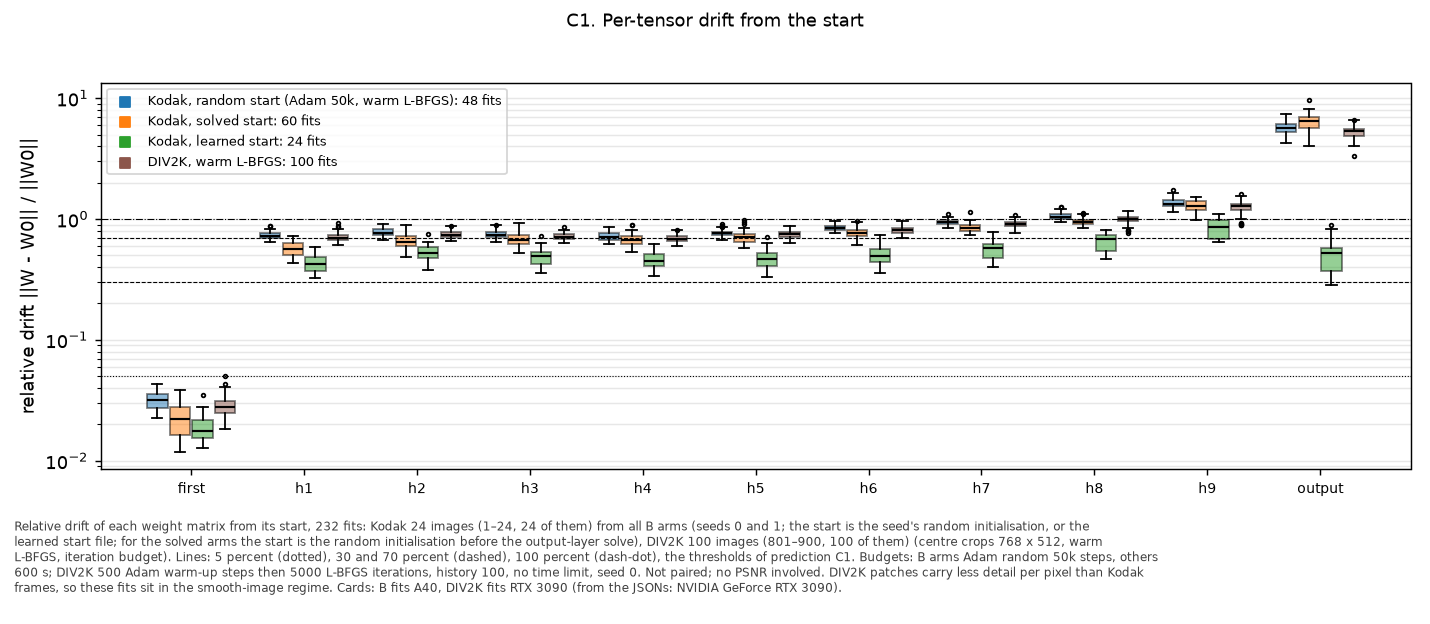 C1. Per-tensor drift from the start
relative drift ||W - W0|| / ||W0||
10¹
10⁰
10⁻¹
10⁻²
Kodak, random start (Adam 50k, warm L-BFGS): 48 fits
Kodak, solved start: 60 fits
Kodak, learned start: 24 fits
DIV2K, warm L-BFGS: 100 fits
first h1 h2 h3 h4 h5 h6 h7 h8 h9 output
Relative drift of each weight matrix from its start, 232 fits: Kodak 24 images (1–24, 24 of them) from all B arms (seeds 0 and 1; the start is the seed's random initialisation, or the
learned start file; for the solved arms the start is the random initialisation before the output-layer solve), DIV2K 100 images (801–900, 100 of them) (centre crops 768 x 512, warm
L-BFGS, iteration budget). Lines: 5 percent (dotted), 30 and 70 percent (dashed), 100 percent (dash-dot), the thresholds of prediction C1. Budgets: B arms Adam random 50k steps, others
600 s; DIV2K 500 Adam warm-up steps then 5000 L-BFGS iterations, history 100, no time limit, seed 0. Not paired; no PSNR involved. DIV2K patches carry less detail per pixel than Kodak
frames, so these fits sit in the smooth-image regime. Cards: B fits A40, DIV2K fits RTX 3090 (from the JSONs: NVIDIA GeForce RTX 3090).